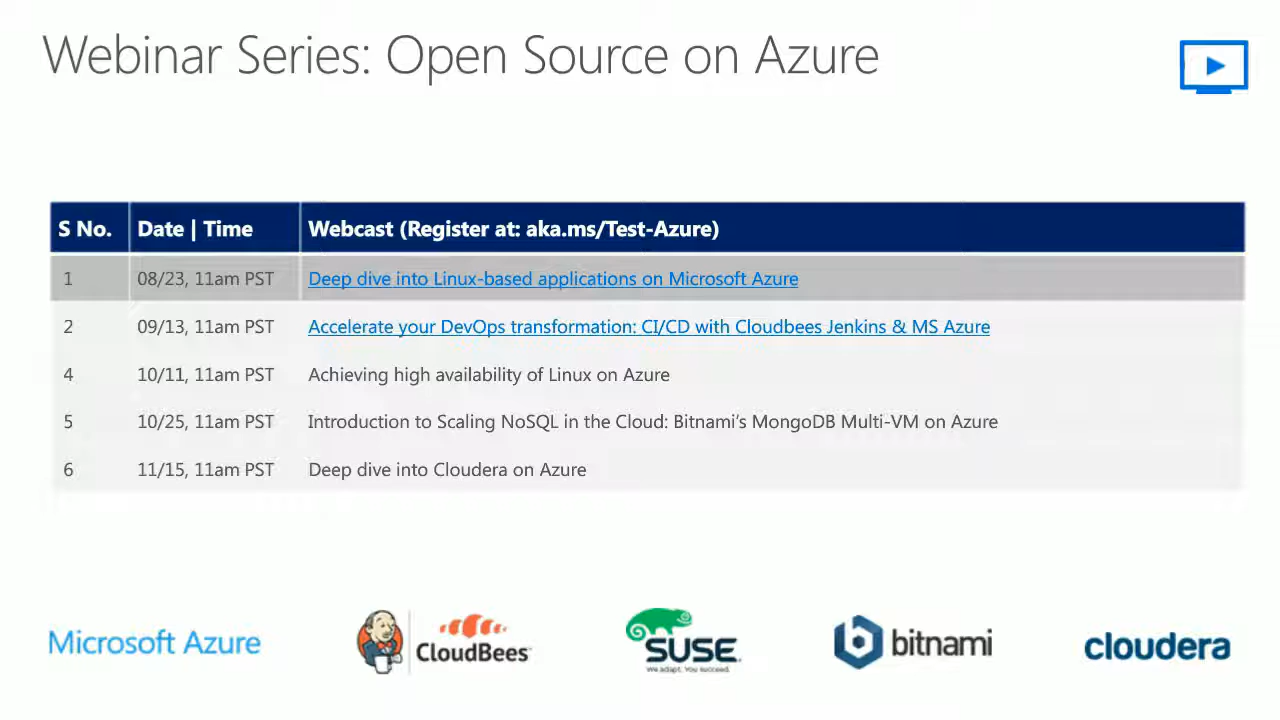 Webinar Series: Open Source on Azure
S No. Date | Time Webcast (Register at: aka.ms/Test-Azure)
1 08/23, 11am PST Deep dive into Linux-based applications on Microsoft Azure
2 09/13, 11am PST Accelerate your DevOps transformation: CI/CD with Cloudbees Jenkins & MS Azure
4 10/11, 11am PST Achieving high availability of Linux on Azure
5 10/25, 11am PST Introduction to Scaling NoSQL in the Cloud: Bitnami's MongoDB Multi-VM on Azure
6 11/15, 11am PST Deep dive into Cloudera on Azure
Microsoft Azure CloudBees SUSE. bitnami cloudera
We adapt. You succeed.